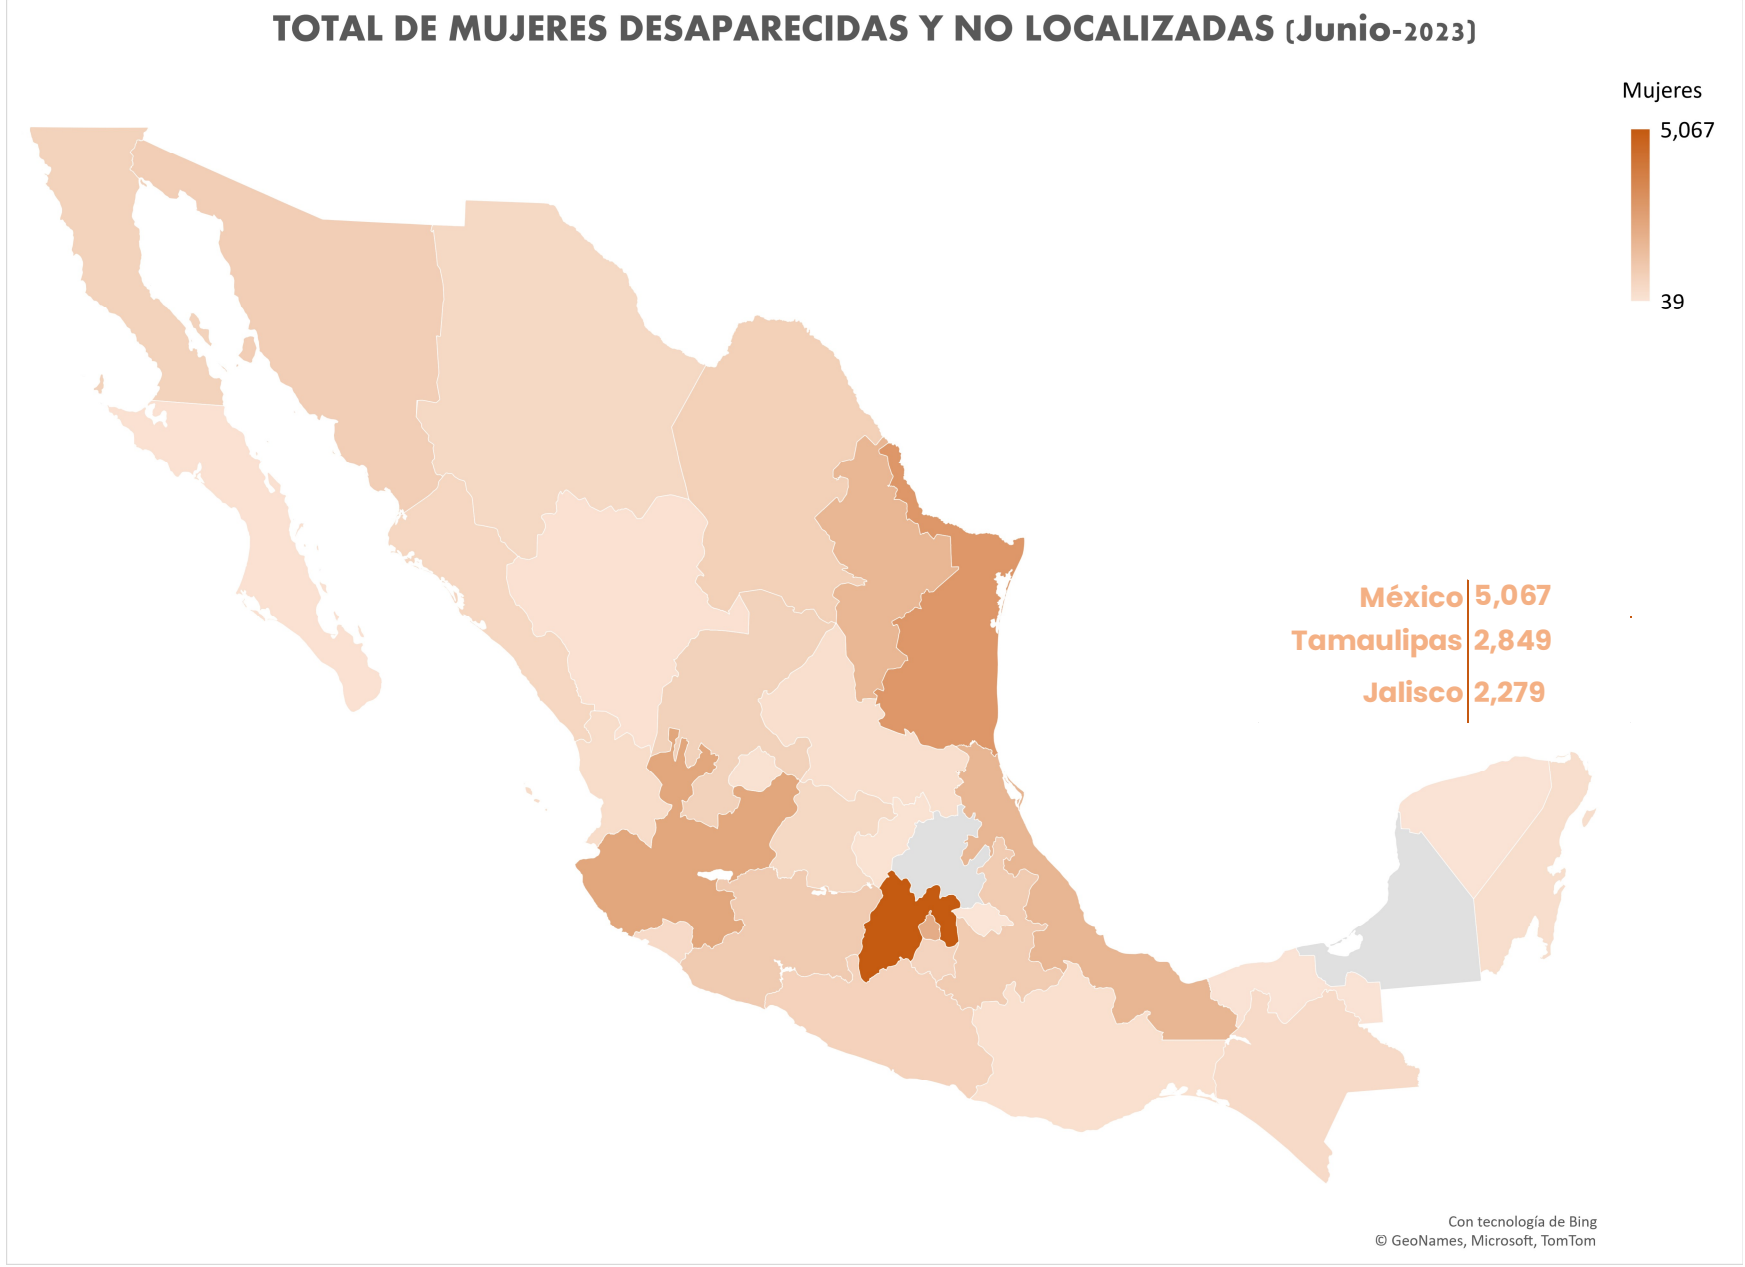 TOTAL DE MUJERES DESAPARECIDAS Y NO LOCALIZADAS (Junio-2023)
Mujeres
5,067
39
México 5,067
Tamaulipas 2,849
Jalisco 2,279
Con tecnología de Bing
© GeoNames, Microsoft, TomTom